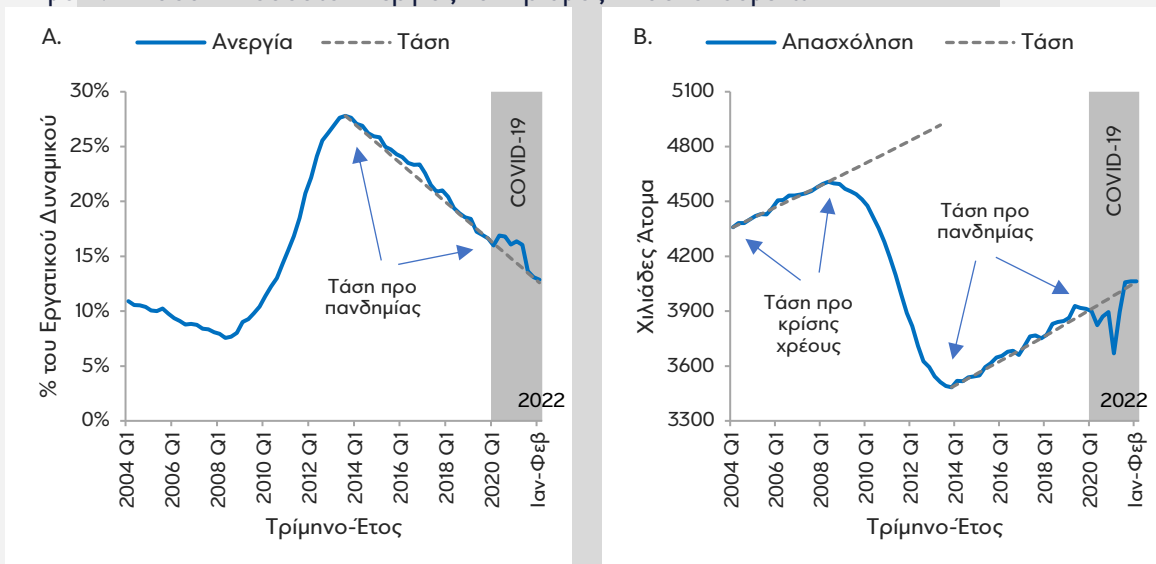 A.
Ανεργία
Τάση
% του Εργατικού Δυναμικού
30%
25%
20%
15%
10%
5%
0%
COVID-19
Τάση προ
πανδημίας
2022
2004 Q1
2006 Q1
2008 Q1
2010 Q1
2012 Q1
2014 Q1
2016 Q1
2018 Q1
2020 Q1
Ιαν-Φεβ
Τρίμηνο-Έτος
B.
Απασχόληση
Τάση
Χιλιάδες Άτομα
5100
4800
4500
4200
3900
3600
3300
COVID-19
Τάση προ
πανδημίας
Τάση προ
κρίσης
χρέους
2022
2004 Q1
2006 Q1
2008 Q1
2010 Q1
2012 Q1
2014 Q1
2016 Q1
2018 Q1
2020 Q1
Ιαν-Φεβ
Τρίμηνο-Έτος